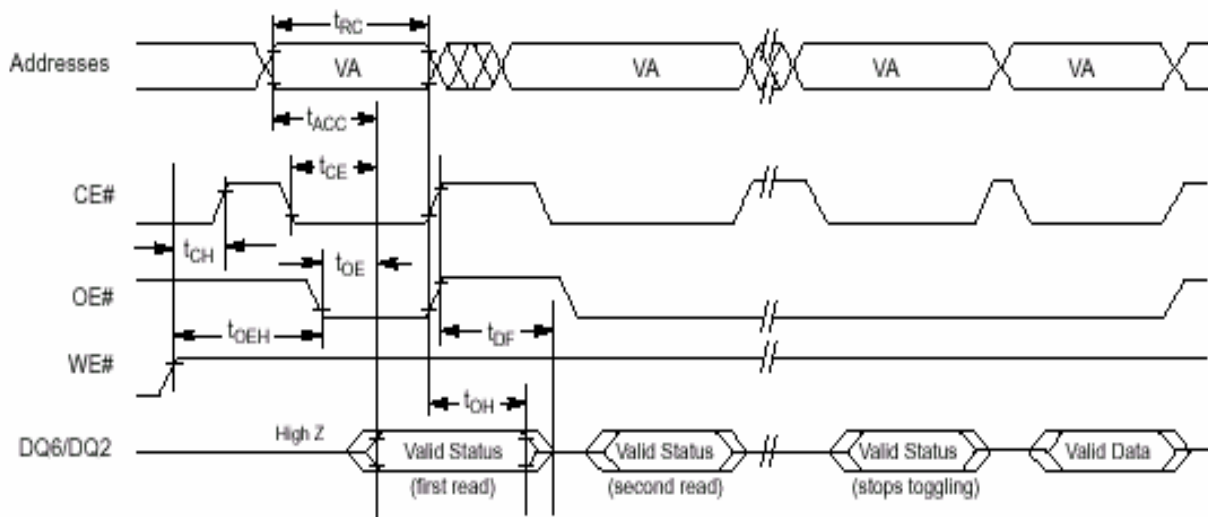 tRC
Addresses VA VA VA VA
tACC
tCE
CE#
tCH
tOE
OE#
tOEH tDF
WE#
tOH
DQ6/DQ2 High Z Valid Status Valid Status Valid Status Valid Data
(first read) (second read) (stops toggling)